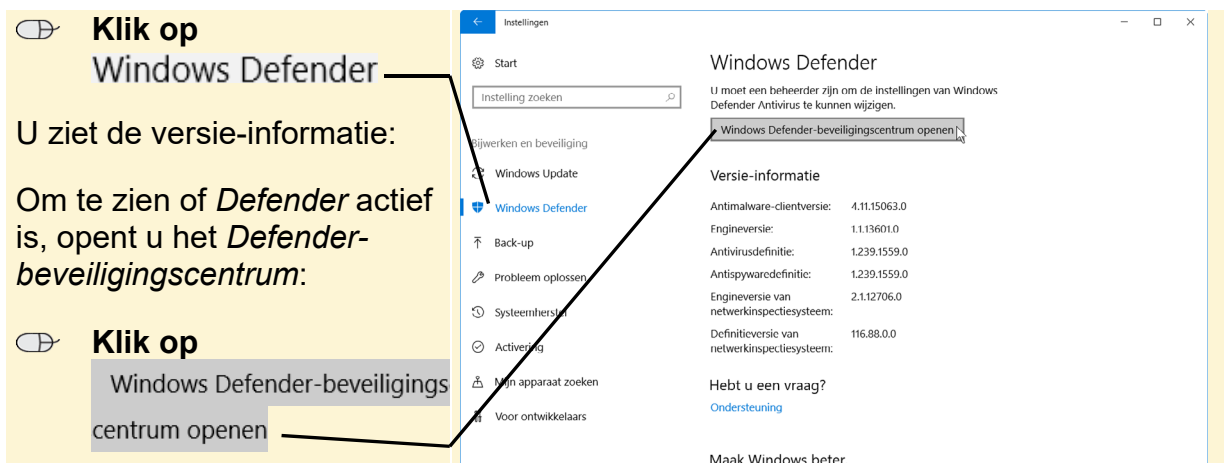 Klik op
Windows Defender
U ziet de versie-informatie:
Om te zien of Defender actief
is, opent u het Defender-
beveiligingscentrum:
Klik op
Windows Defender-beveiligings
centrum openen
Instellingen
Start
Instelling zoeken
Bijwerken en beveiliging
Windows Update
Windows Defender
Back-up
Probleem oplossen
Systeemherstel
Activering
Mijn apparaat zoeken
Voor ontwikkelaars
Windows Defender
U moet een beheerder zijn om de instellingen van Windows
Defender Antivirus te kunnen wijzigen.
Windows Defender-beveiligingscentrum openen
Versie-informatie
Antimalware-clientversie: 4.11.15063.0
Engineversie: 1.1.13601.0
Antivirusdefinitie: 1.239.1559.0
Antispywaredefinitie: 1.239.1559.0
Engineversie van 2.1.12706.0
netwerkinspectiesysteem:
Definitieversie van 116.88.0.0
netwerkinspectiesysteem:
Hebt u een vraag?
Ondersteuning
Maak Windows beter